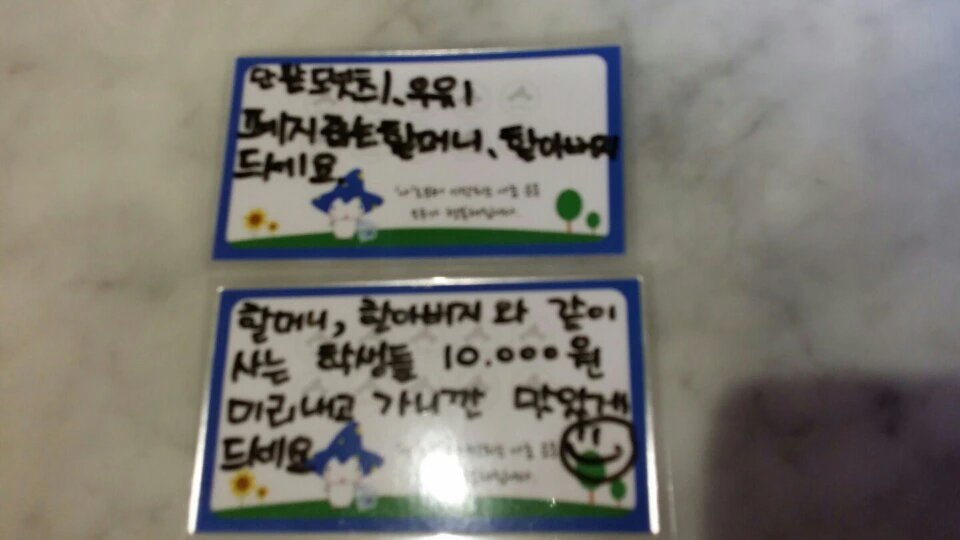 단팥도넛츠1、우유1
폐지줍는할머니、할아버지
드세요.
할머니, 할아버지와 같이
사는 학생들 10.000원
미리내고 가니깐 맛있게
드세요